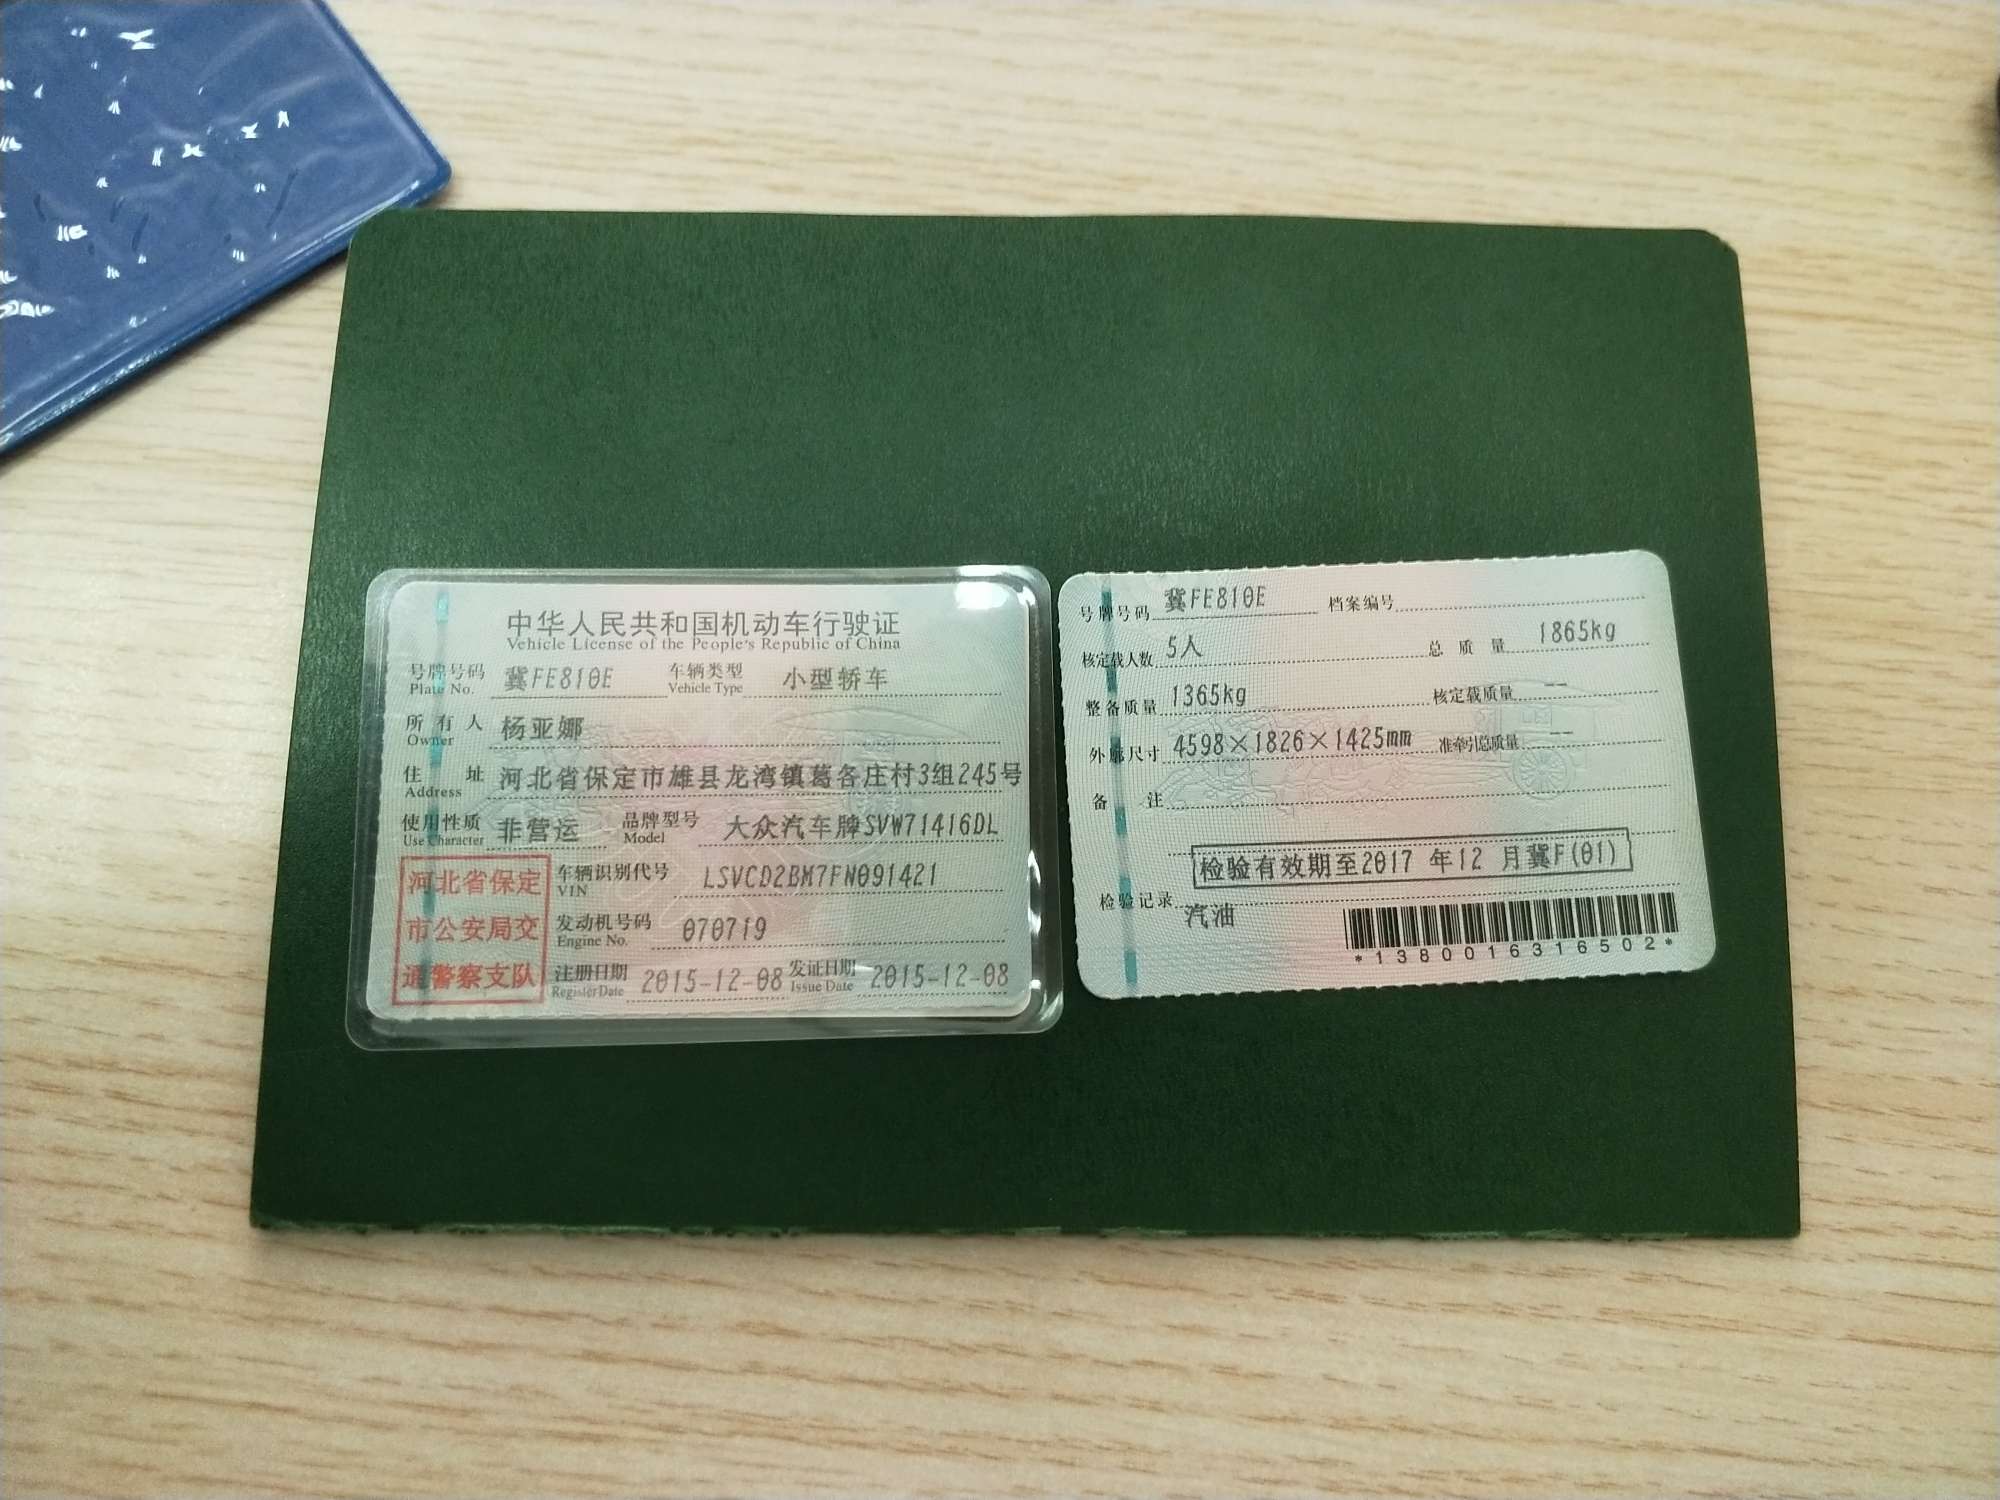 中华人民共和国机动车行驶证
Vehicle License of the People's Republic of China
号牌号码 冀FE810E 车辆类型 小型轿车
Plate No. Vehicle Type
所有人 杨亚娜
Owner
住址 河北省保定市雄县龙湾镇葛各庄村3组245号
Address
使用性质 非营运 品牌型号 大众汽车牌SVW71416DL
Use Character Model
河北省保定
市公安局交
通警察支队
车辆识别代号 LSVCD2BM7FN091421
VIN
发动机号码 070719
Engine No.
注册日期 2015-12-08 发证日期 2015-12-08
Register Date Issue Date
号牌号码 冀FE810E 档案编号
核定载人数 5人 总质量 1865kg
整备质量 1365kg 核定载质量 --
外廓尺寸 4598×1826×1425mm 准牵引总质量 --
备注
检验有效期至2017 年12 月冀F(01)
检验记录 汽油
*1380016316502*